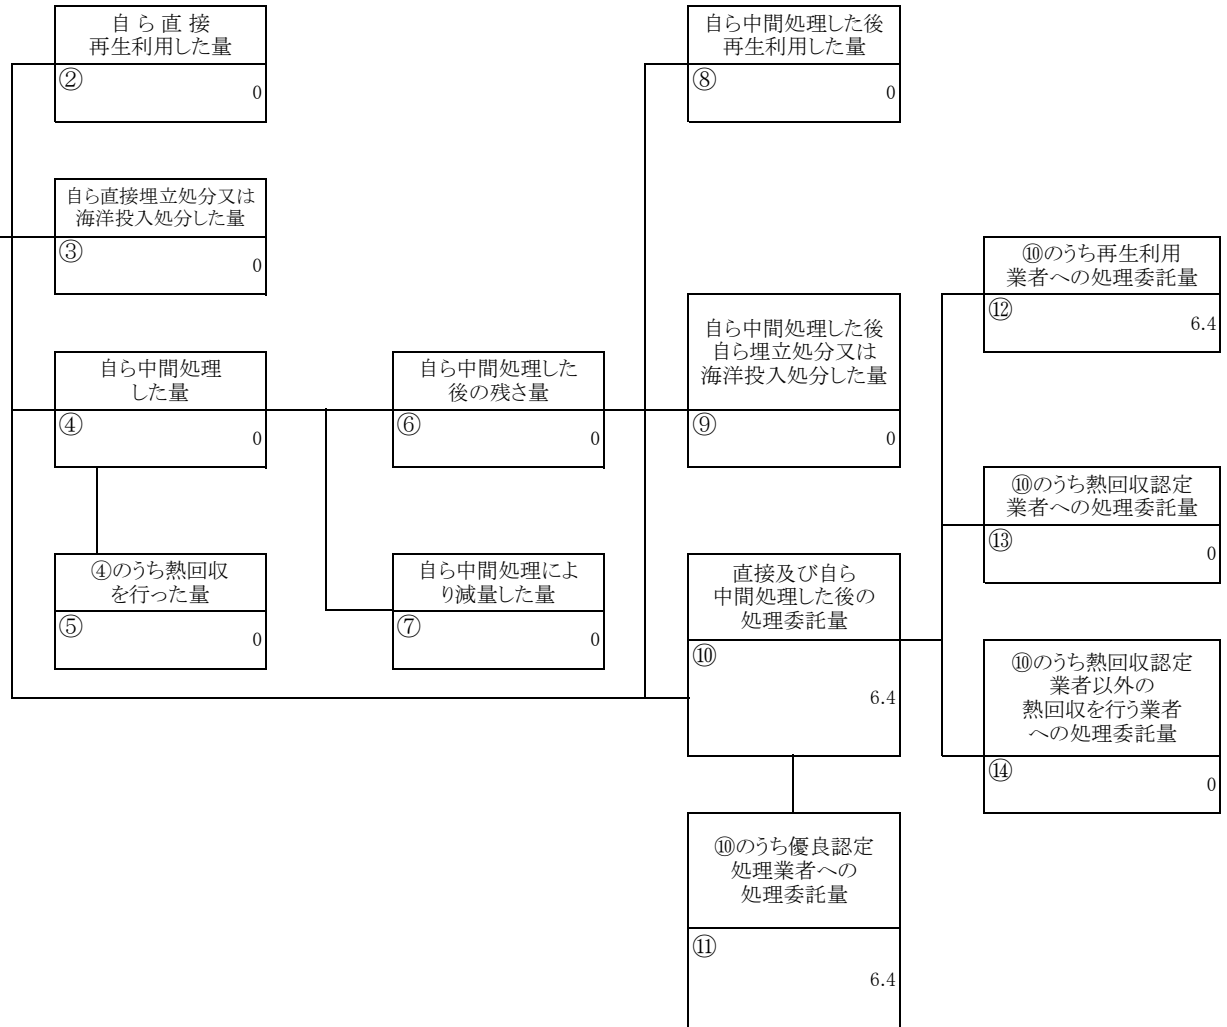 自ら直接
再生利用した量
②
0
自ら直接埋立処分又は
海洋投入処分した量
③
0
自ら中間処理
した量
④
0
④のうち熱回収
を行った量
⑤
0
自ら中間処理した
後の残さ量
⑥
0
自ら中間処理によ
り減量した量
⑦
0
自ら中間処理した後
再生利用した量
⑧
0
自ら中間処理した後
自ら埋立処分又は
海洋投入処分した量
⑨
0
直接及び自ら
中間処理した後の
処理委託量
⑩
6.4
⑩のうち優良認定
処理業者への
処理委託量
⑪
6.4
⑩のうち再生利用
業者への処理委託量
⑫
6.4
⑩のうち熱回収認定
業者への処理委託量
⑬
0
⑩のうち熱回収認定
業者以外の
熱回収を行う業者
への処理委託量
⑭
0